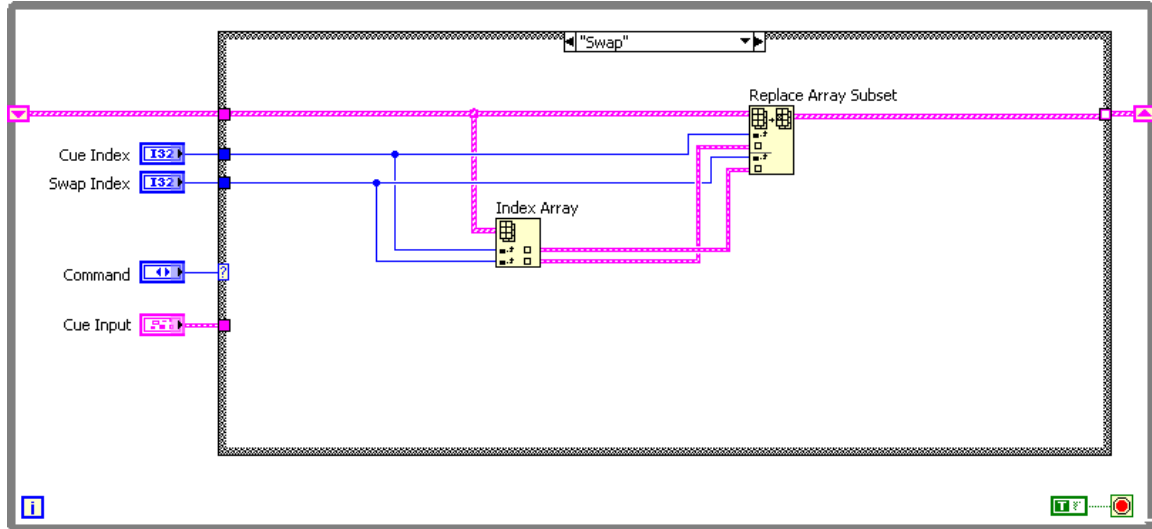 "Swap"
Replace Array Subset
Cue Index
I32
Swap Index
I32
Index Array
Command
?
Cue Input
i
T F